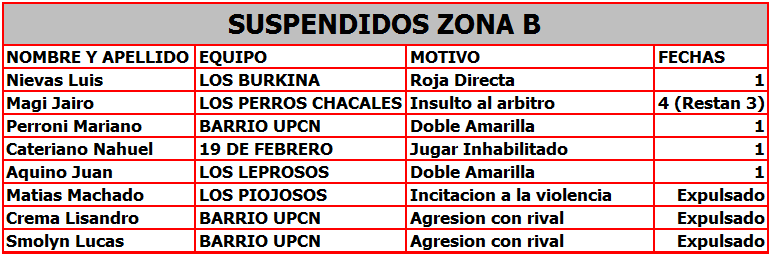 SUSPENDIDOS ZONA B
NOMBRE Y APELLIDO EQUIPO MOTIVO FECHAS
Nievas Luis LOS BURKINA Roja Directa 1
Magi Jairo LOS PERROS CHACALES Insulto al arbitro 4 (Restan 3)
Perroni Mariano BARRIO UPCN Doble Amarilla 1
Cateriano Nahuel 19 DE FEBRERO Jugar Inhabilitado 1
Aquino Juan LOS LEPROSOS Doble Amarilla 1
Matias Machado LOS PIOJOSOS Incitacion a la violencia Expulsado
Crema Lisandro BARRIO UPCN Agresion con rival Expulsado
Smolyn Lucas BARRIO UPCN Agresion con rival Expulsado